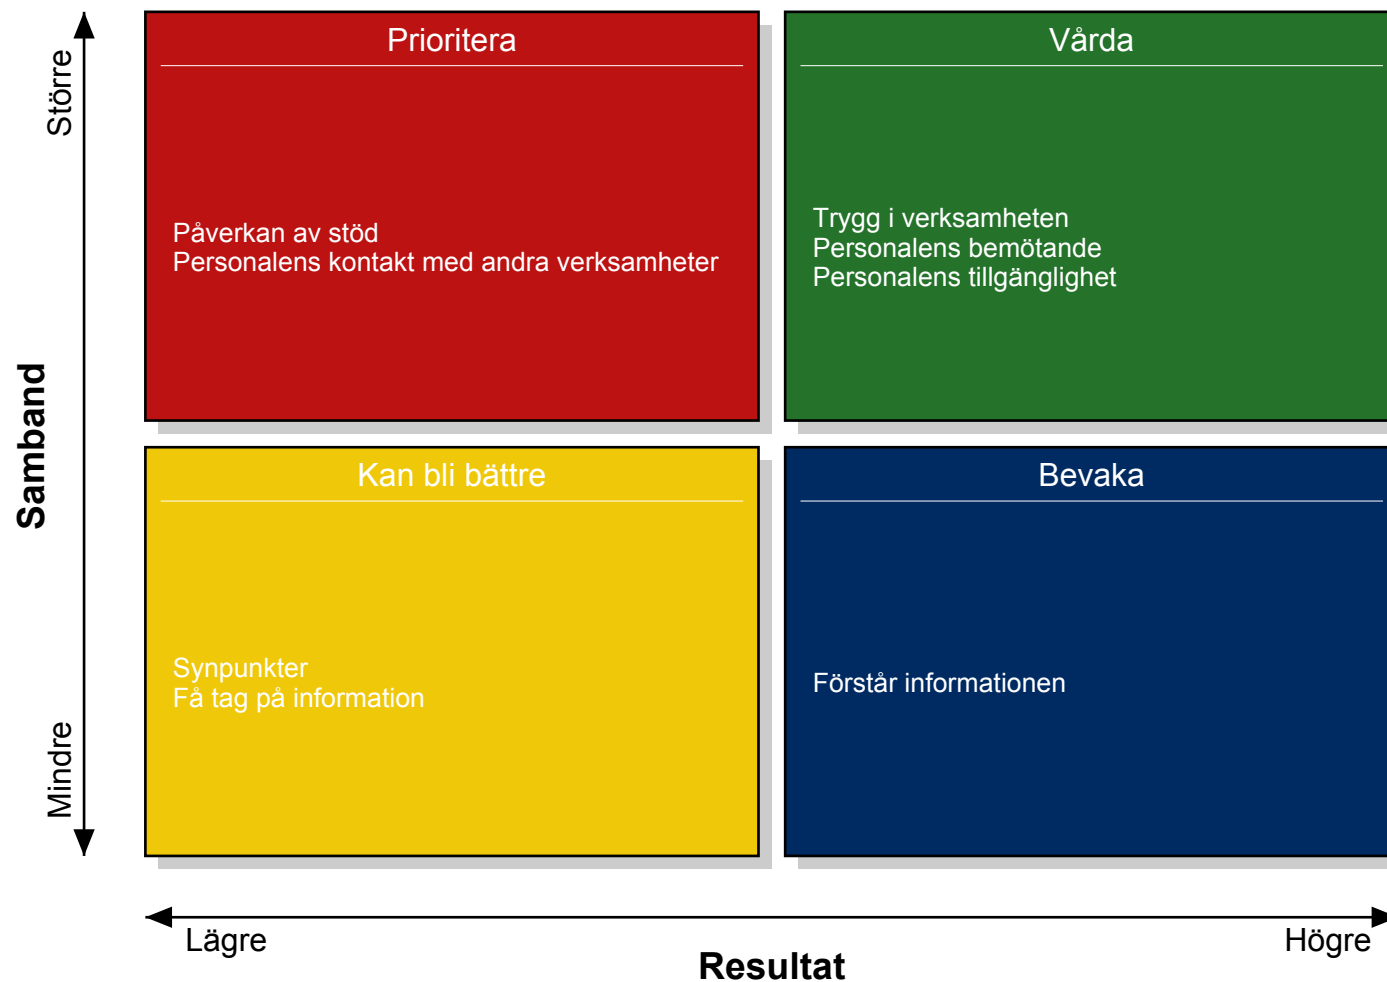 Större
Samband
Mindre
Prioritera
Påverkan av stöd
Personalens kontakt med andra verksamheter
Vårda
Trygg i verksamheten
Personalens bemötande
Personalens tillgänglighet
Kan bli bättre
Synpunkter
Få tag på information
Bevaka
Förstår informationen
Lägre
Högre
Resultat